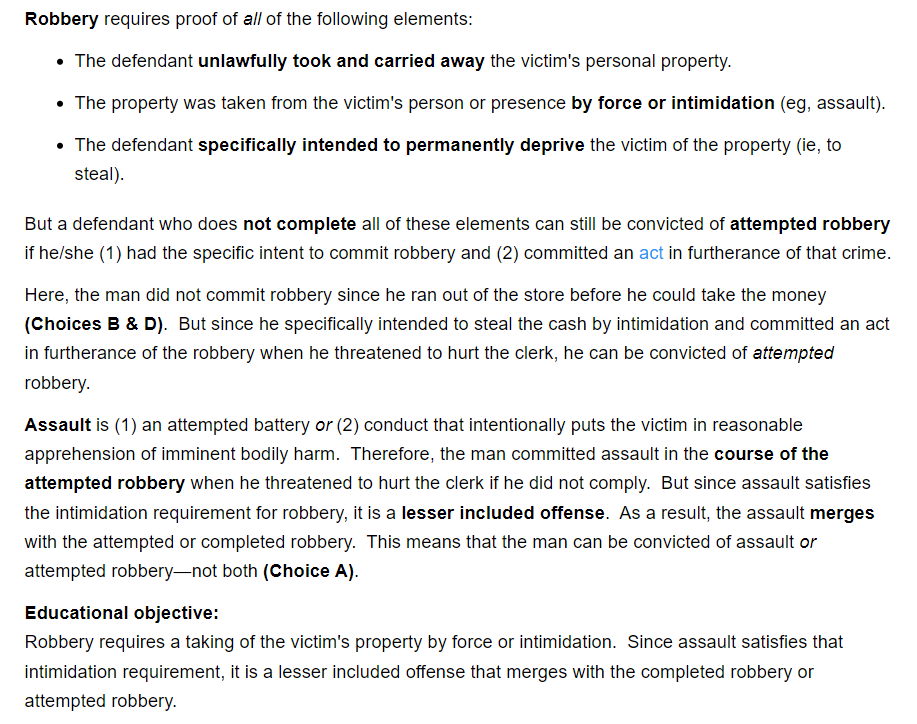 Robbery requires proof of all of the following elements:
• The defendant unlawfully took and carried away the victim's personal property.
• The property was taken from the victim's person or presence by force or intimidation (eg, assault).
• The defendant specifically intended to permanently deprive the victim of the property (ie, to
steal).
But a defendant who does not complete all of these elements can still be convicted of attempted robbery
if he/she (1) had the specific intent to commit robbery and (2) committed an act in furtherance of that crime.
Here, the man did not commit robbery since he ran out of the store before he could take the money
(Choices B & D).  But since he specifically intended to steal the cash by intimidation and committed an act
in furtherance of the robbery when he threatened to hurt the clerk, he can be convicted of attempted
robbery.
Assault is (1) an attempted battery or (2) conduct that intentionally puts the victim in reasonable
apprehension of imminent bodily harm.  Therefore, the man committed assault in the course of the
attempted robbery when he threatened to hurt the clerk if he did not comply.  But since assault satisfies
the intimidation requirement for robbery, it is a lesser included offense.  As a result, the assault merges
with the attempted or completed robbery.  This means that the man can be convicted of assault or
attempted robbery—not both (Choice A).
Educational objective:
Robbery requires a taking of the victim's property by force or intimidation.  Since assault satisfies that
intimidation requirement, it is a lesser included offense that merges with the completed robbery or
attempted robbery.